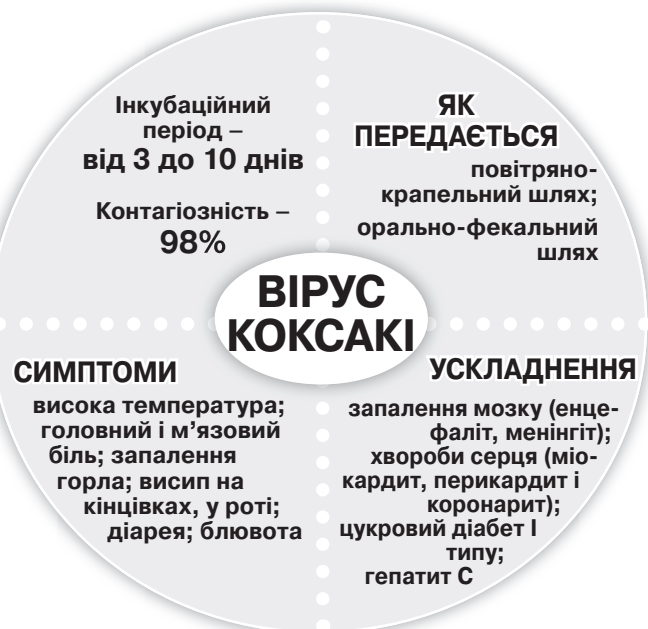 Інкубаційний
період –
від 3 до 10 днів
Контагіозність –
98%
ЯК
ПЕРЕДАЄТЬСЯ
повітряно-
крапельний шлях;
орально-фекальний
шлях
ВІРУС
КОКСАКІ
СИМПТОМИ
висока температура;
головний і м’язовий
біль; запалення
горла; висип на
кінцівках, у роті;
діарея; блювота
УСКЛАДНЕННЯ
запалення мозку (енце-
фаліт, менінгіт);
хвороби серця (міо-
кардит, перикардит і
коронарит);
цукровий діабет І
типу;
гепатит С